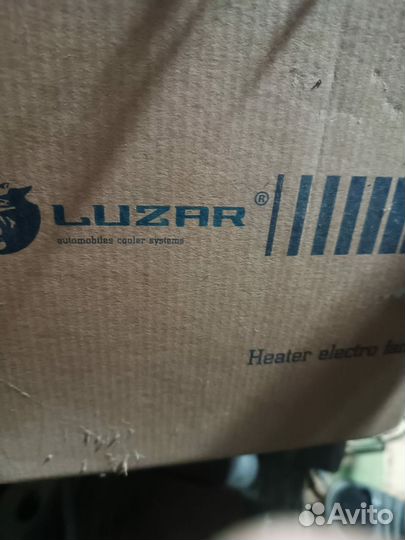 LUZAR®
automobiles cooler systems
Heater electro
Avito